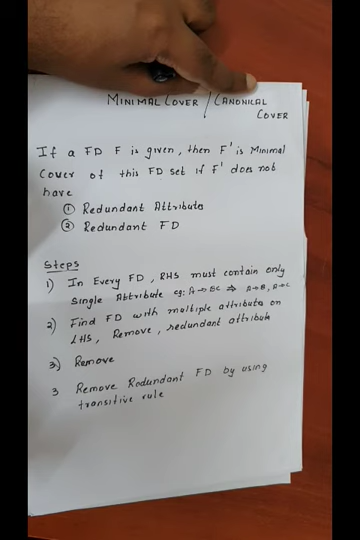 MINIMAL COVER / CANONICAL
COVER
If a FD F is given, then F' is Minimal
Cover of this FD set if F' does not
have
① Redundant Attribute
② Redundant FD
Steps
1) In Every FD, RHS must contain only
Single Abttribute eg: A → BC ⇒ A→B, A→C
2) Find FD with multiple attributes on
LHS, Remove, redundant attribute
3) Remove
3 Remove Redundant FD by using
transitive rule